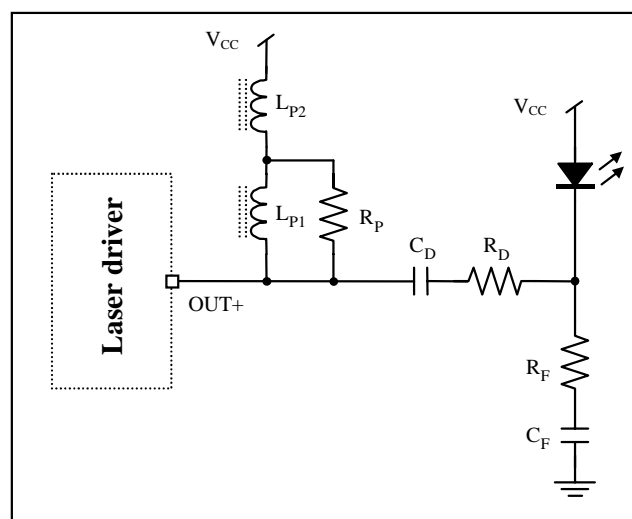 V_CC
L_P2
V_CC
L_P1
R_P
C_D
R_D
Laser driver
OUT+
R_F
C_F